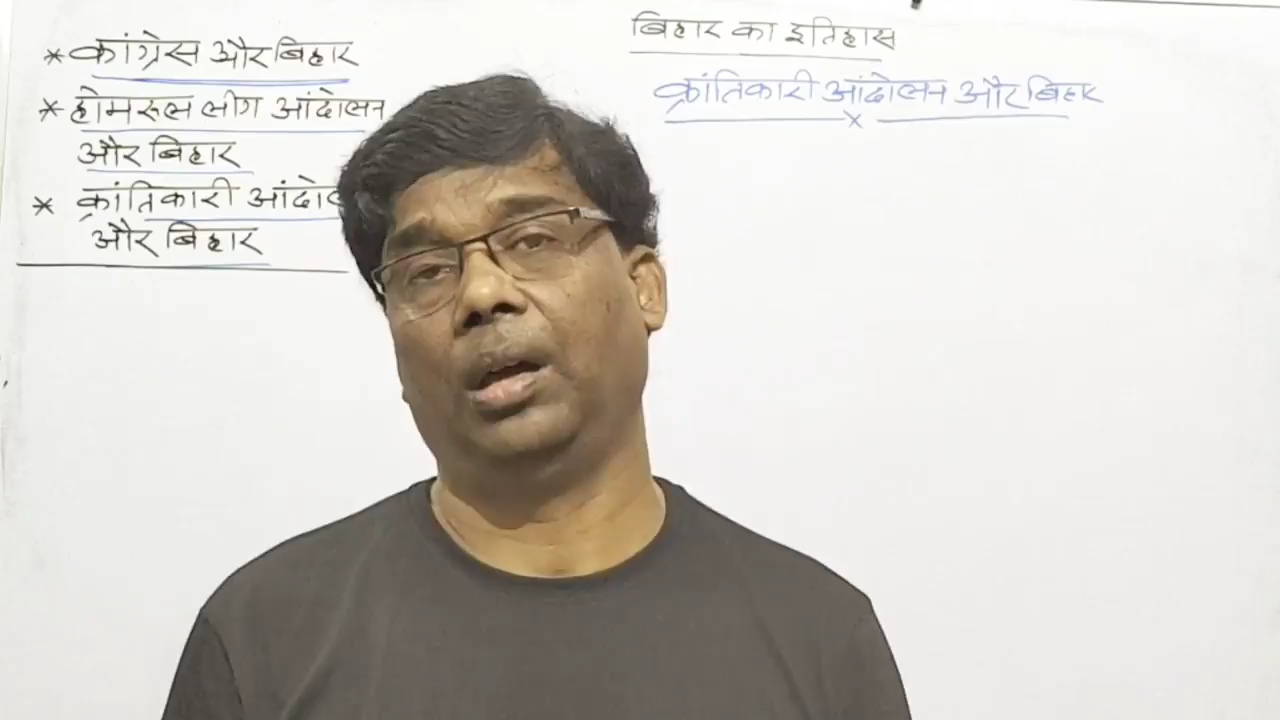 * कांग्रेस और बिहार
* होमरुल लीग आंदोलन
और बिहार
* क्रांतिकारी
और बिहार
बिहार का इतिहास
क्रांतिकारी आंदोलन और बिहार